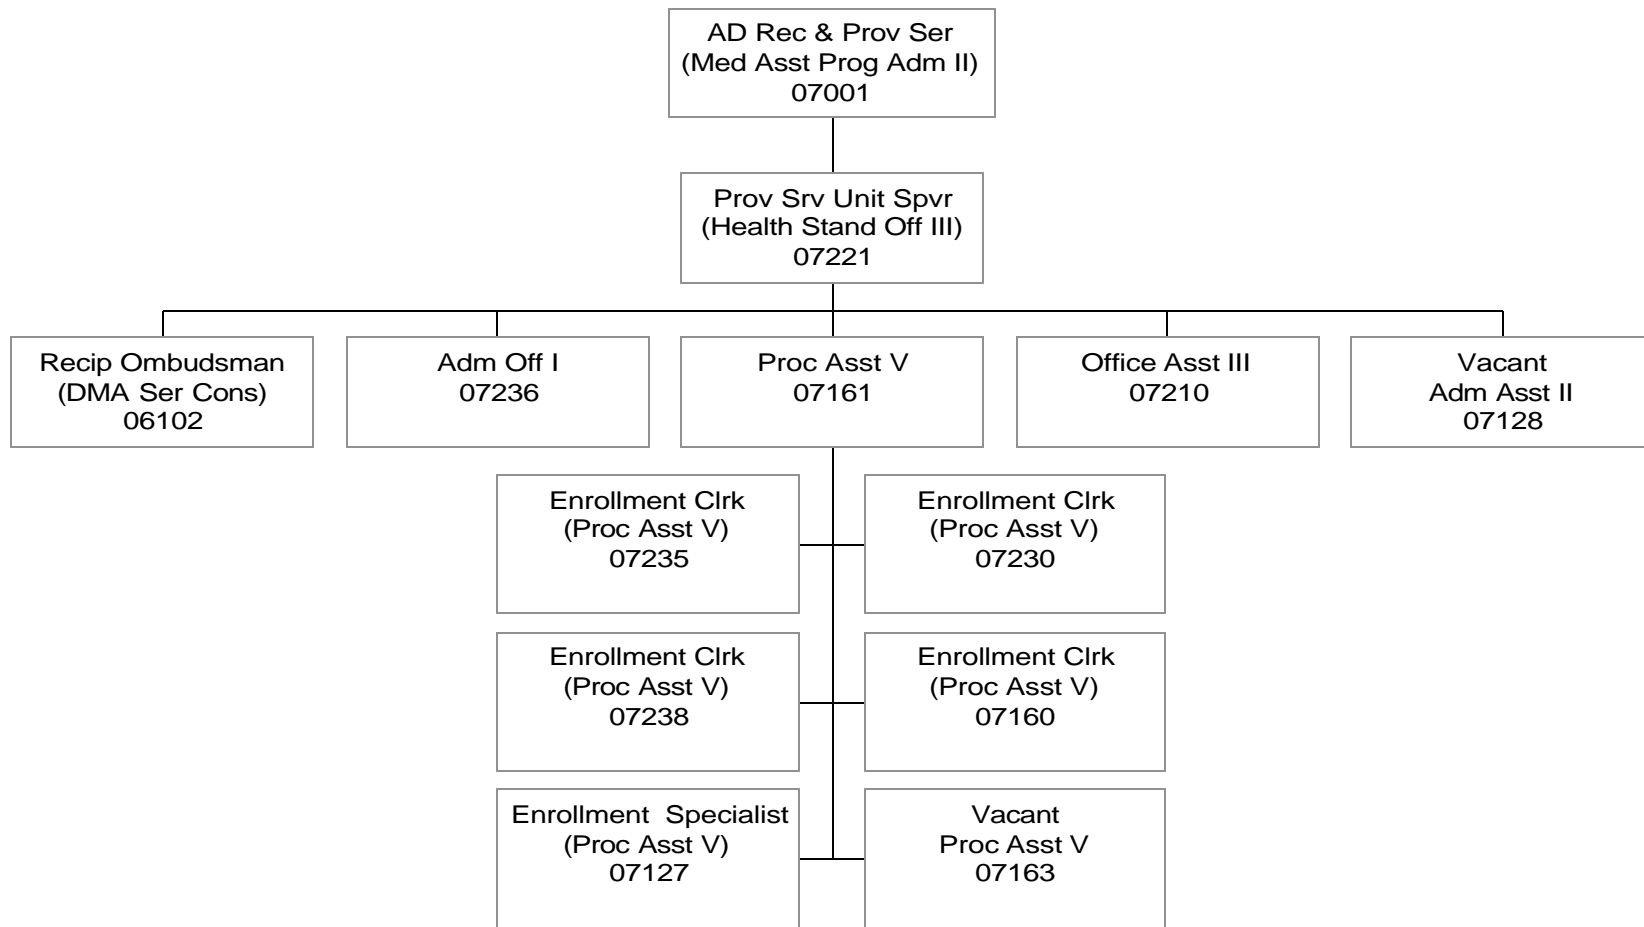 AD Rec & Prov Ser
(Med Asst Prog Adm II)
07001
Prov Srv Unit Spvr
(Health Stand Off III)
07221
Recip Ombudsman
(DMA Ser Cons)
06102
Adm Off I
07236
Proc Asst V
07161
Office Asst III
07210
Vacant
Adm Asst II
07128
Enrollment Clrk
(Proc Asst V)
07235
Enrollment Clrk
(Proc Asst V)
07230
Enrollment Clrk
(Proc Asst V)
07238
Enrollment Clrk
(Proc Asst V)
07160
Enrollment Specialist
(Proc Asst V)
07127
Vacant
Proc Asst V
07163